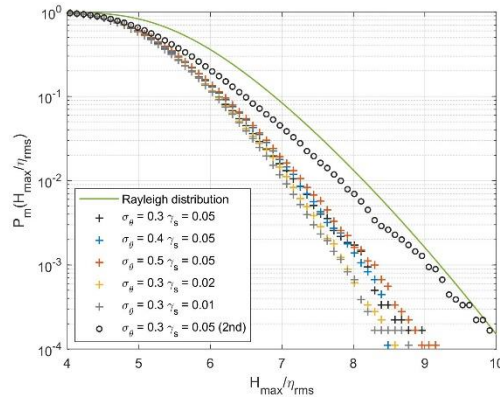 10⁰
10⁻¹
10⁻²
10⁻³
10⁻⁴
P_m(H_max/η_rms)
Rayleigh distribution
σ_θ = 0.3 γ_s = 0.05
σ_θ = 0.4 γ_s = 0.05
σ_θ = 0.5 γ_s = 0.05
σ_θ = 0.3 γ_s = 0.02
σ_θ = 0.3 γ_s = 0.01
σ_θ = 0.3 γ_s = 0.05 (2nd)
4 5 6 7 8 9 10
H_max/η_rms